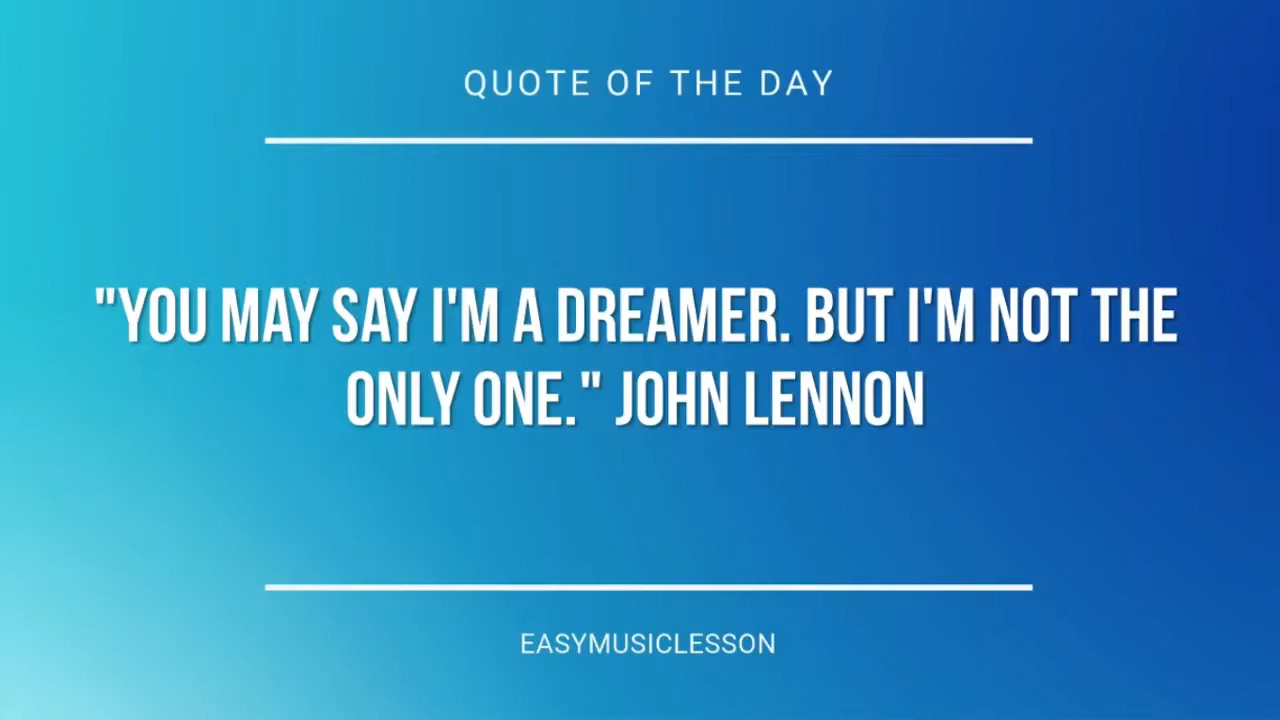 QUOTE OF THE DAY
"YOU MAY SAY I'M A DREAMER. BUT I'M NOT THE
ONLY ONE." JOHN LENNON
EASYMUSICLESSON